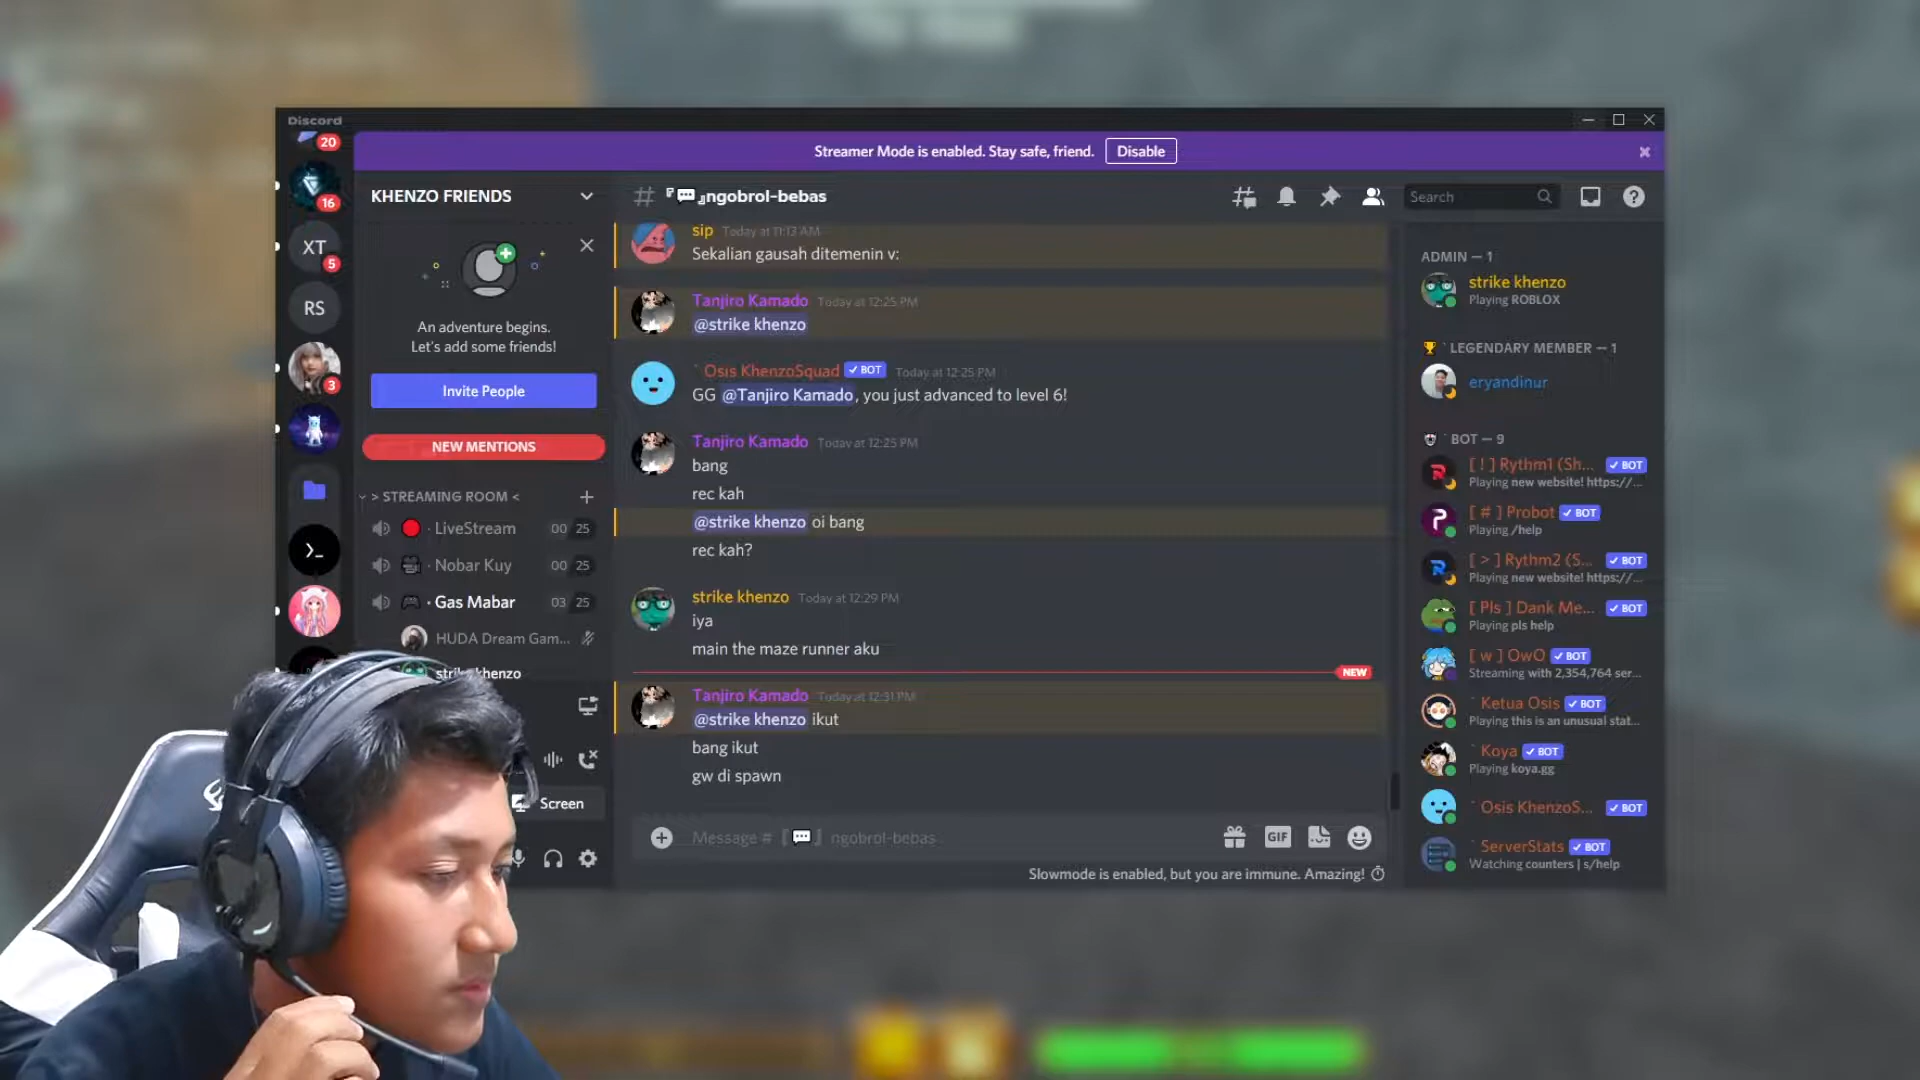 Discord
Streamer Mode is enabled. Stay safe, friend.
Disable
20
16
XT
5
RS
3
KHENZO FRIENDS
An adventure begins.
Let's add some friends!
Invite People
NEW MENTIONS
> STREAMING ROOM <
· LiveStream 00 25
· Nobar Kuy 00 25
· Gas Mabar 03 25
HUDA Dream Gam...
strike khenzo
Screen
# 『💬』ngobrol-bebas
Search
sip Today at 11:13 AM
Sekalian gausah ditemenin v:
Tanjiro Kamado Today at 12:25 PM
@strike khenzo
` Osis KhenzoSquad ✓ BOT Today at 12:25 PM
GG @Tanjiro Kamado, you just advanced to level 6!
Tanjiro Kamado Today at 12:25 PM
bang
rec kah
@strike khenzo oi bang
rec kah?
strike khenzo Today at 12:29 PM
iya
main the maze runner aku
NEW
Tanjiro Kamado Today at 12:31 PM
@strike khenzo ikut
bang ikut
gw di spawn
Message #『💬』ngobrol-bebas
GIF
Slowmode is enabled, but you are immune. Amazing!
ADMIN — 1
strike khenzo
Playing ROBLOX
🏆 ` LEGENDARY MEMBER — 1
eryandinur
` BOT — 9
[ ! ] Rythm1 (Sh... ✓ BOT
Playing new website! https://...
[ # ] Probot ✓ BOT
Playing /help
[ > ] Rythm2 (S... ✓ BOT
Playing new website! https://...
[ Pls ] Dank Me... ✓ BOT
Playing pls help
[ w ] OwO ✓ BOT
Streaming with 2,354,764 ser...
` Ketua Osis ✓ BOT
Playing this is an unusual stat...
` Koya ✓ BOT
Playing koya.gg
` Osis KhenzoS... ✓ BOT
` ServerStats ✓ BOT
Watching counters | s/help